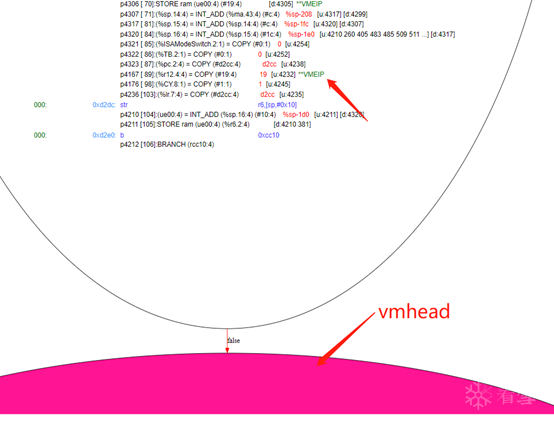 p4306 [ 70]:STORE ram (ue00:4) (#19:4) [d:4305] **VMEIP
p4307 [ 71]:(%sp.14:4) = INT_ADD (%ma.43:4) (#c:4) %sp-208 [u:4317] [d:4299]
p4317 [ 81]:(%sp.15:4) = INT_ADD (%sp.14:4) (#c:4) %sp-1fc [u:4320] [d:4307]
p4320 [ 84]:(%sp.16:4) = INT_ADD (%sp.15:4) (#1c:4) %sp-1e0 [u:4210 260 405 483 485 509 511 ...] [d:4317]
p4321 [ 85]:(%ISAModeSwitch.2:1) = COPY (#0:1) 0 [u:4254]
p4322 [ 86]:(%TB.2:1) = COPY (#0:1) 0 [u:4252]
p4323 [ 87]:(%pc.2:4) = COPY (#d2cc:4) d2cc [u:4238]
p4167 [ 89]:(%r12.4:4) = COPY (#19:4) 19 [u:4232] **VMEIP
p4176 [ 98]:(%CY.8:1) = COPY (#1:1) 1 [u:4245]
p4236 [103]:(%lr.7:4) = COPY (#d2cc:4) d2cc [u:4235]
000: 0xd2dc: str r6,[sp,#0x10]
p4210 [104]:(ue00:4) = INT_ADD (%sp.16:4) (#10:4) %sp-1d0 [u:4211] [d:4320]
p4211 [105]:STORE ram (ue00:4) (%r6.2:4) [d:4210 381]
000: 0xd2e0: b 0xcc10
p4212 [106]:BRANCH (rcc10:4)
vmhead
false
看雪